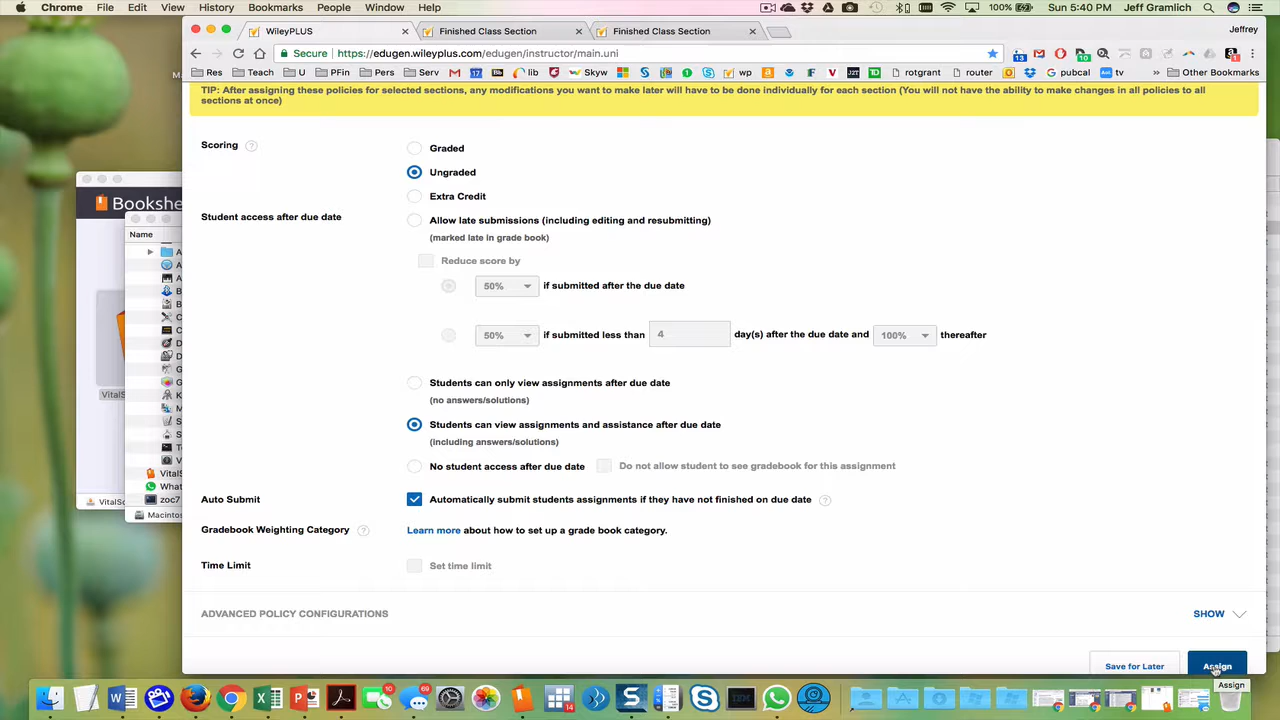 Chrome File Edit View History Bookmarks People Window Help
100% Sun 5:40 PM Jeff Gramlich
WileyPLUS
Finished Class Section
Finished Class Section
Jeffrey
Secure https://edugen.wileyplus.com/edugen/instructor/main.uni
Res Teach U PFin Pers Serv lib Skyw wp rotgrant router pubcal tv Other Bookmarks
TIP: After assigning these policies for selected sections, any modifications you want to make later will have to be done individually for each section (You will not have the ability to make changes in all policies to all
sections at once)
Scoring
Graded
Ungraded
Extra Credit
Student access after due date
Allow late submissions (including editing and resubmitting)
(marked late in grade book)
Reduce score by
50% if submitted after the due date
50% if submitted less than 4 day(s) after the due date and 100% thereafter
Students can only view assignments after due date
(no answers/solutions)
Students can view assignments and assistance after due date
(including answers/solutions)
No student access after due date Do not allow student to see gradebook for this assignment
Auto Submit
Automatically submit students assignments if they have not finished on due date
Gradebook Weighting Category
Learn more about how to set up a grade book category.
Time Limit
Set time limit
ADVANCED POLICY CONFIGURATIONS
SHOW
Save for Later
Assign
Assign
Bookshe
Name
VitalS
VitalS
What
zoc7
VitalSo
Macintos